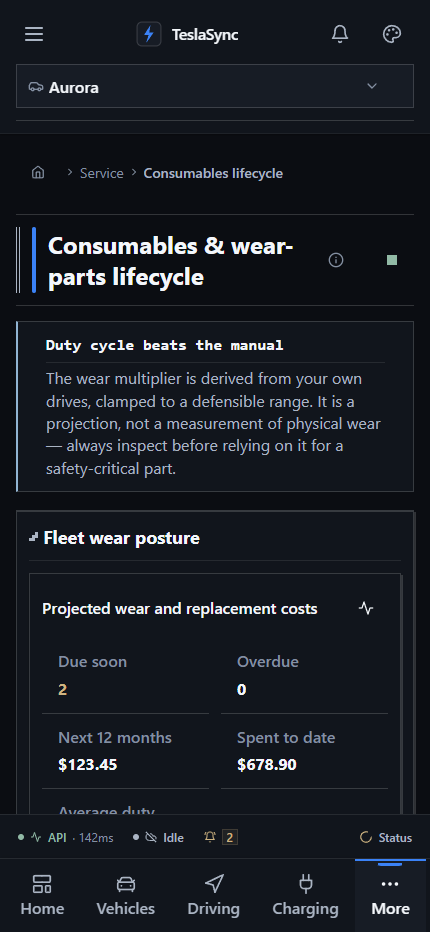 TeslaSync
Aurora
Service
Consumables lifecycle
Consumables & wear-
parts lifecycle
Duty cycle beats the manual
The wear multiplier is derived from your own
drives, clamped to a defensible range. It is a
projection, not a measurement of physical wear
— always inspect before relying on it for a
safety-critical part.
Fleet wear posture
Projected wear and replacement costs
Due soon
Overdue
2
0
Next 12 months
Spent to date
$123.45
$678.90
Average duty
API · 142ms
Idle
2
Status
Home
Vehicles
Driving
Charging
More